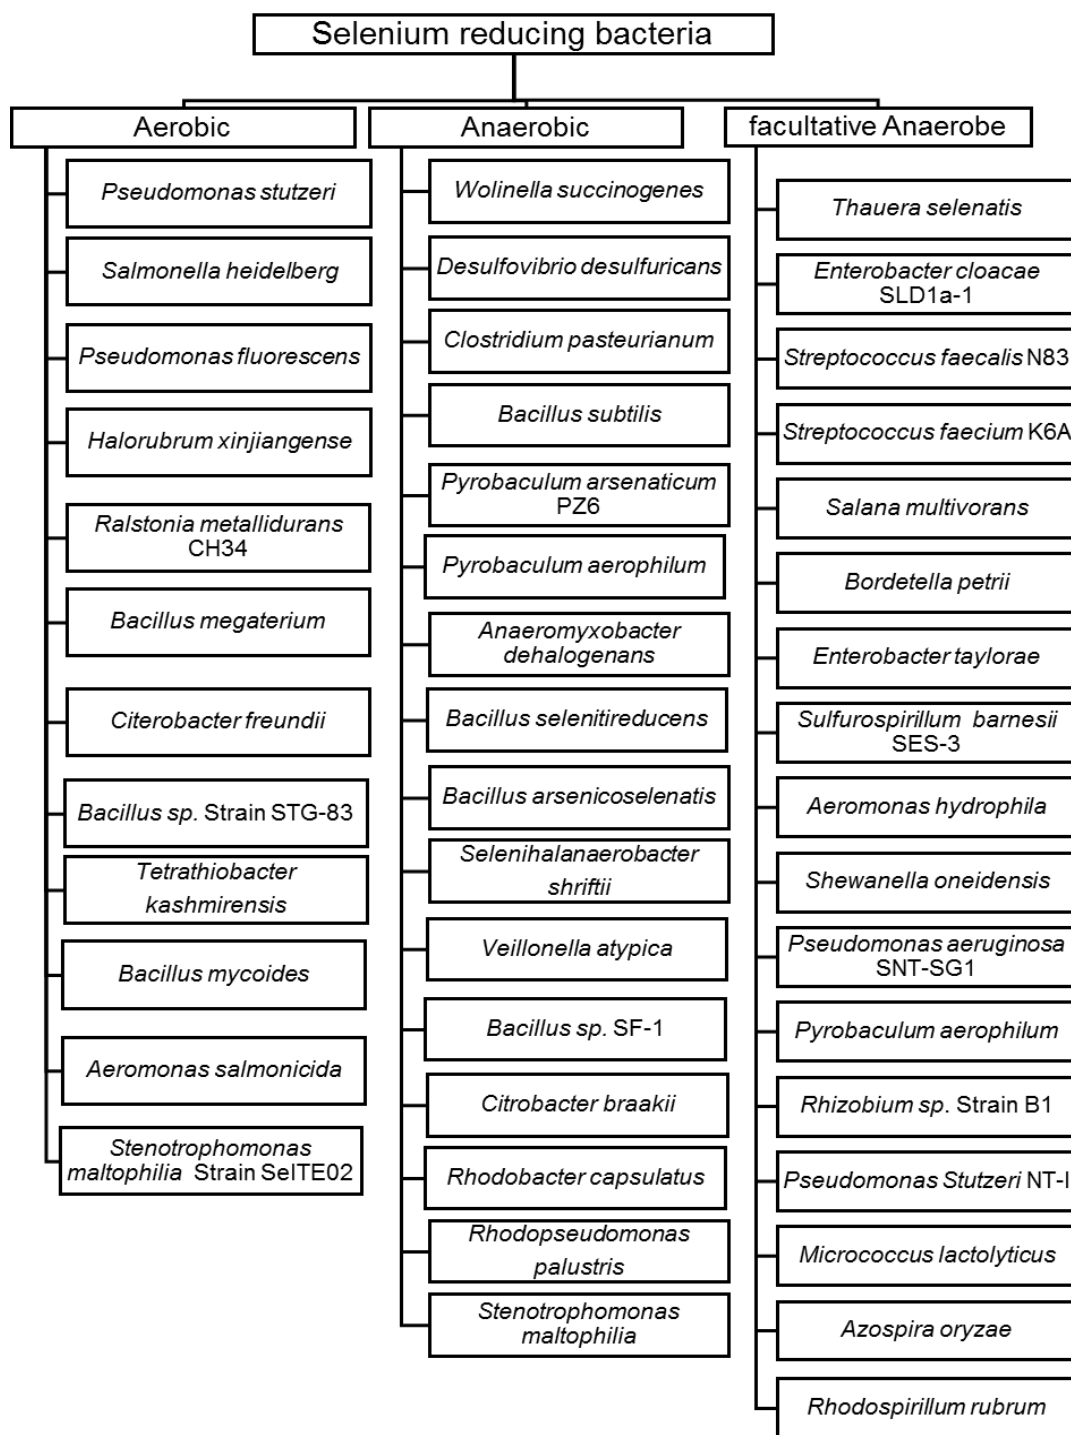 Selenium reducing bacteria
Aerobic
Pseudomonas stutzeri
Salmonella heidelberg
Pseudomonas fluorescens
Halorubrum xinjiangense
Ralstonia metallidurans
CH34
Bacillus megaterium
Citerobacter freundii
Bacillus sp. Strain STG-83
Tetrathiobacter
kashmirensis
Bacillus mycoides
Aeromonas salmonicida
Stenotrophomonas
maltophilia Strain SeITE02
Anaerobic
Wolinella succinogenes
Desulfovibrio desulfuricans
Clostridium pasteurianum
Bacillus subtilis
Pyrobaculum arsenaticum
PZ6
Pyrobaculum aerophilum
Anaeromyxobacter
dehalogenans
Bacillus selenitireducens
Bacillus arsenicoselenatis
Selenihalanaerobacter
shriftii
Veillonella atypica
Bacillus sp. SF-1
Citrobacter braakii
Rhodobacter capsulatus
Rhodopseudomonas
palustris
Stenotrophomonas
maltophilia
facultative Anaerobe
Thauera selenatis
Enterobacter cloacae
SLD1a-1
Streptococcus faecalis N83
Streptococcus faecium K6A
Salana multivorans
Bordetella petrii
Enterobacter taylorae
Sulfurospirillum barnesii
SES-3
Aeromonas hydrophila
Shewanella oneidensis
Pseudomonas aeruginosa
SNT-SG1
Pyrobaculum aerophilum
Rhizobium sp. Strain B1
Pseudomonas Stutzeri NT-I
Micrococcus lactolyticus
Azospira oryzae
Rhodospirillum rubrum